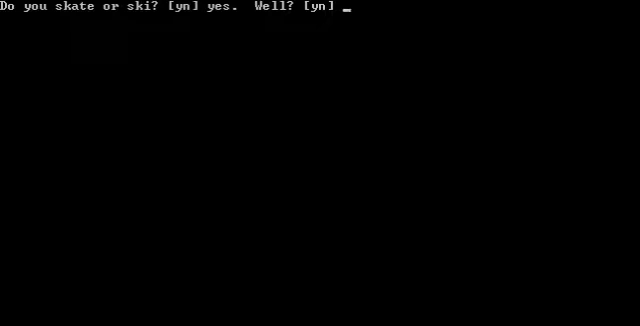 Do you skate or ski? [yn] yes.  Well? [yn] _